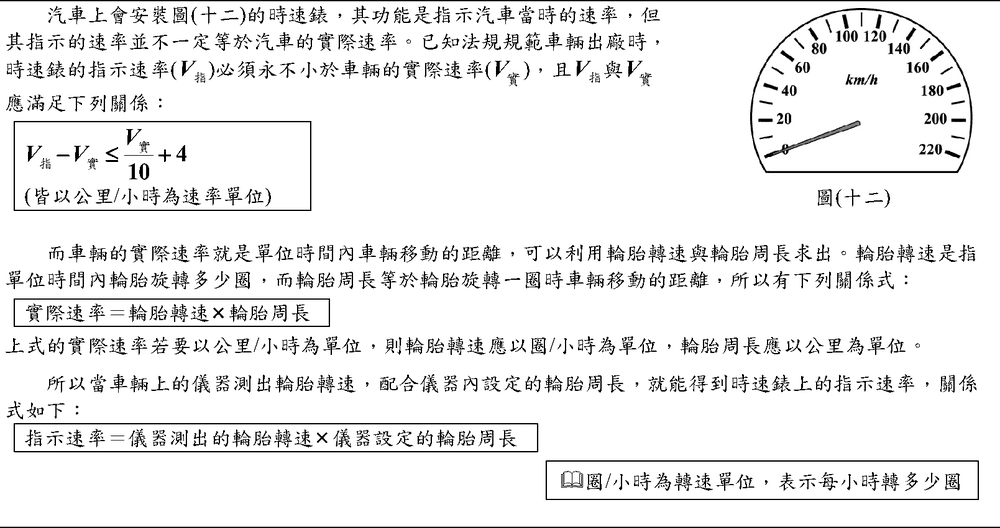 汽車上會安裝圖(十二)的時速錶，其功能是指示汽車當時的速率，但
其指示的速率並不一定等於汽車的實際速率。已知法規規範車輛出廠時，
時速錶的指示速率(V指)必須永不小於車輛的實際速率(V實)，且V指與V實
應滿足下列關係：
V指−V實≤V實/10+4
(皆以公里/小時為速率單位)
0
20
40
60
80
100
120
140
160
180
200
220
km/h
圖(十二)
而車輛的實際速率就是單位時間內車輛移動的距離，可以利用輪胎轉速與輪胎周長求出。輪胎轉速是指
單位時間內輪胎旋轉多少圈，而輪胎周長等於輪胎旋轉一圈時車輛移動的距離，所以有下列關係式：
實際速率＝輪胎轉速×輪胎周長
上式的實際速率若要以公里/小時為單位，則輪胎轉速應以圈/小時為單位，輪胎周長應以公里為單位。
所以當車輛上的儀器測出輪胎轉速，配合儀器內設定的輪胎周長，就能得到時速錶上的指示速率，關係
式如下：
指示速率＝儀器測出的輪胎轉速×儀器設定的輪胎周長
圈/小時為轉速單位，表示每小時轉多少圈